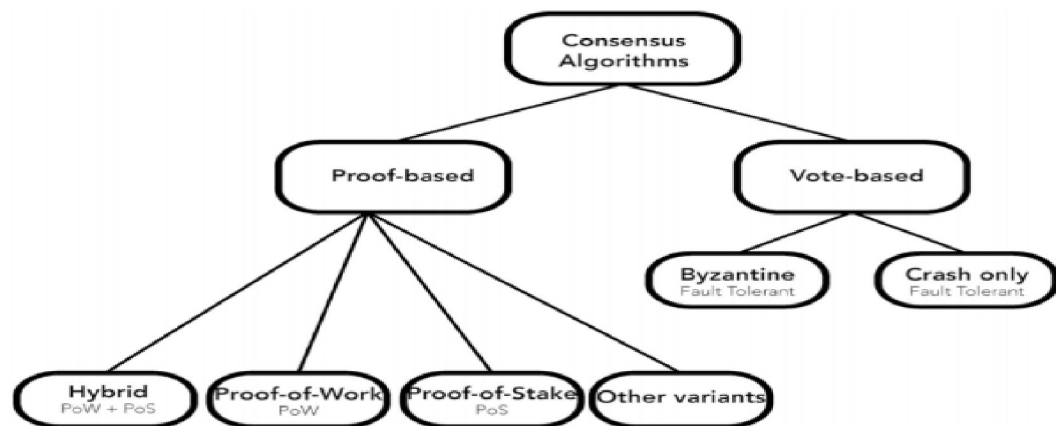 Consensus
Algorithms
Proof-based
Vote-based
Byzantine
Fault Tolerant
Crash only
Fault Tolerant
Hybrid
PoW + PoS
Proof-of-Work
PoW
Proof-of-Stake
PoS
Other variants